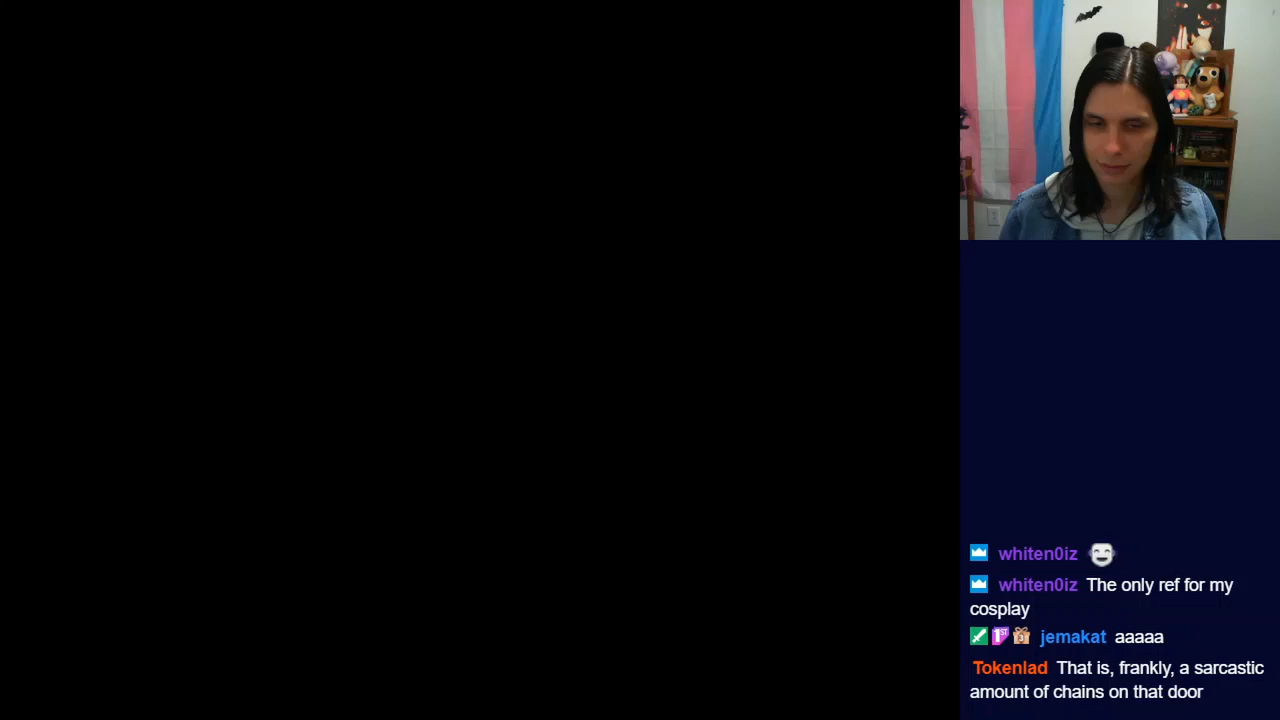 whiten0iz
whiten0iz The only ref for my
cosplay
jemakat aaaaa
Tokenlad That is, frankly, a sarcastic
amount of chains on that door